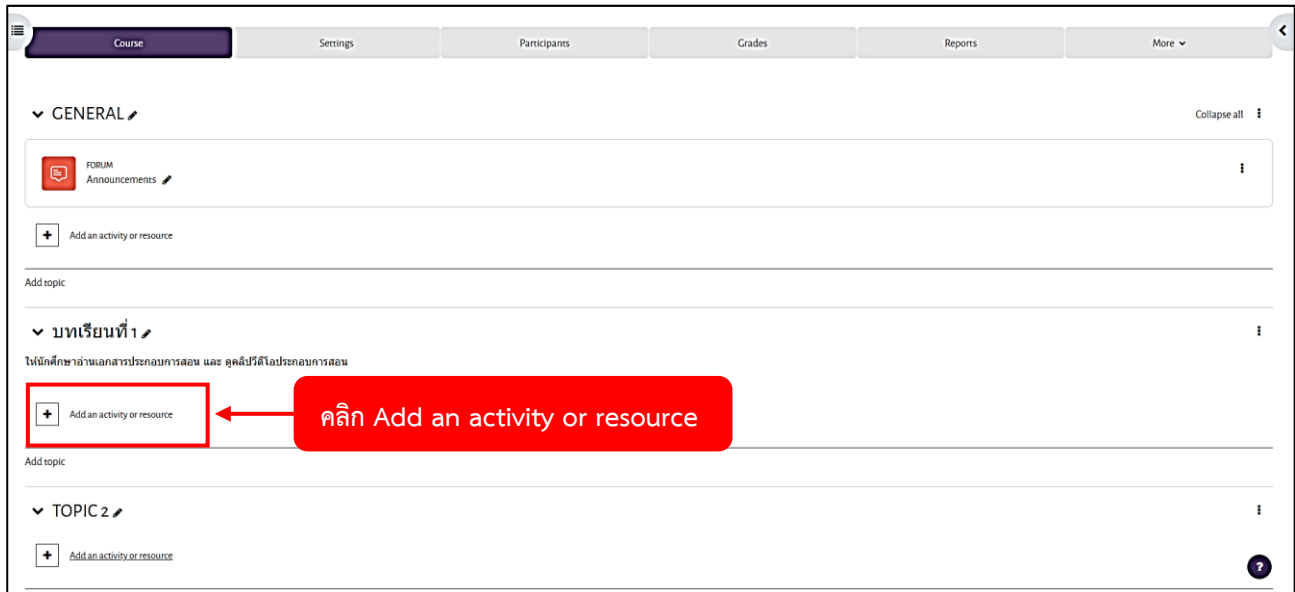 Course Settings Participants Grades Reports More
GENERAL
Collapse all
FORUM
Announcements
Add an activity or resource
Add topic
บทเรียนที่ 1
ให้นักศึกษาอ่านเอกสารประกอบการสอน และ ดูคลิปวีดีโอประกอบการสอน
Add an activity or resource
คลิก Add an activity or resource
Add topic
TOPIC 2
Add an activity or resource
?